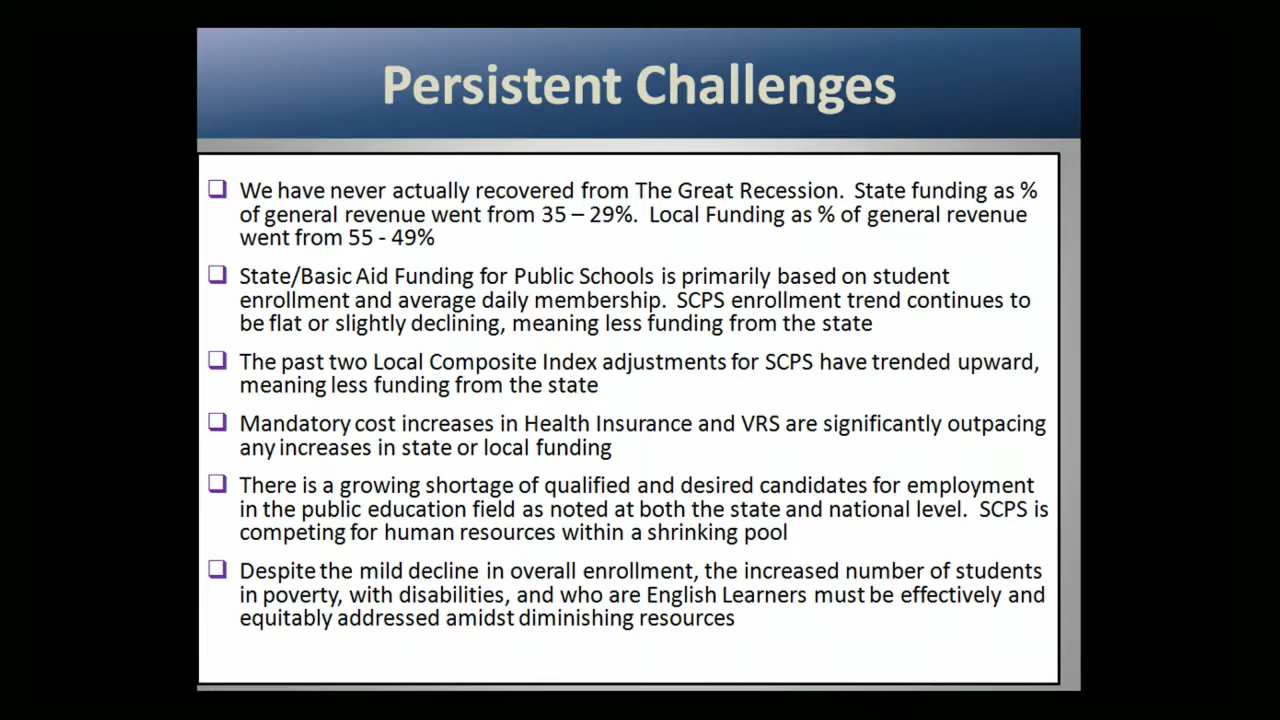 Persistent Challenges
We have never actually recovered from The Great Recession. State funding as %
of general revenue went from 35 – 29%. Local Funding as % of general revenue
went from 55 - 49%
State/Basic Aid Funding for Public Schools is primarily based on student
enrollment and average daily membership. SCPS enrollment trend continues to
be flat or slightly declining, meaning less funding from the state
The past two Local Composite Index adjustments for SCPS have trended upward,
meaning less funding from the state
Mandatory cost increases in Health Insurance and VRS are significantly outpacing
any increases in state or local funding
There is a growing shortage of qualified and desired candidates for employment
in the public education field as noted at both the state and national level. SCPS is
competing for human resources within a shrinking pool
Despite the mild decline in overall enrollment, the increased number of students
in poverty, with disabilities, and who are English Learners must be effectively and
equitably addressed amidst diminishing resources